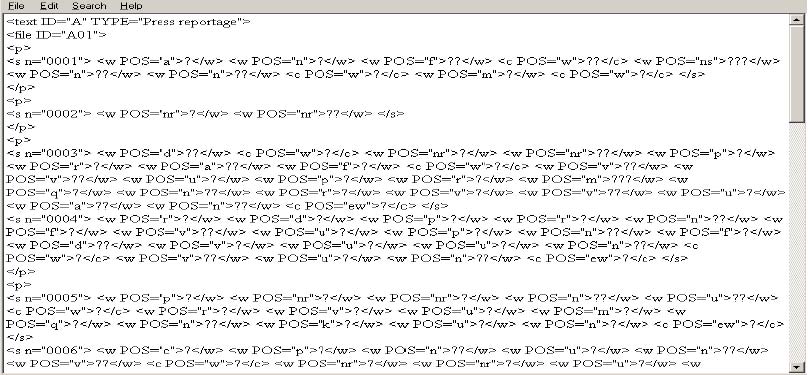 File Edit Search Help
<text ID="A" TYPE="Press reportage">
<file ID="A01">
<p>
<s n="0001"> <w POS="a">?</w> <w POS="n">?</w> <w POS="f">??</w> <c POS="w">??</c> <w POS="ns">???</w>
<w POS="n">??</w> <w POS="n">??</w> <c POS="w">?</c> <w POS="m">?</w> <c POS="w">?</c> </s>
</p>
<p>
<s n="0002"> <w POS="nr">?</w> <w POS="nr">??</w> </s>
</p>
<p>
<s n="0003"> <w POS="d">??</w> <c POS="w">?</c> <w POS="nr">?</w> <w POS="nr">??</w> <w POS="p">?</w>
<w POS="r">?</w> <w POS="a">??</w> <w POS="f">?</w> <c POS="w">?</c> <w POS="v">??</w> <w
POS="v">??</w> <w POS="u">?</w> <w POS="p">?</w> <w POS="r">?</w> <w POS="m">???</w> <w
POS="q">?</w> <w POS="n">??</w> <w POS="r">?</w> <w POS="v">?</w> <w POS="v">??</w> <w POS="u">?</w>
<w POS="a">??</w> <w POS="n">??</w> <c POS="ew">?</c> </s>
<s n="0004"> <w POS="r">?</w> <w POS="d">?</w> <w POS="p">?</w> <w POS="r">?</w> <w POS="n">??</w> <w
POS="f">?</w> <w POS="v">??</w> <w POS="u">?</w> <w POS="p">?</w> <w POS="n">??</w> <w POS="f">?</w>
<w POS="d">??</w> <w POS="v">?</w> <w POS="u">?</w> <w POS="u">?</w> <w POS="n">??</w> <c
POS="w">?</c> <w POS="v">??</w> <w POS="u">?</w> <w POS="n">??</w> <c POS="ew">?</c> </s>
</p>
<p>
<s n="0005"> <w POS="p">?</w> <w POS="nr">?</w> <w POS="nr">?</w> <w POS="n">??</w> <w POS="u">??</w>
<c POS="w">?</c> <w POS="r">?</w> <w POS="v">?</w> <w POS="u">?</w> <w POS="m">?</w> <w
POS="q">?</w> <w POS="n">??</w> <w POS="k">?</w> <w POS="u">?</w> <w POS="n">?</w> <c POS="ew">?</c>
</s>
<s n="0006"> <w POS="c">?</w> <w POS="p">?</w> <w POS="n">??</w> <w POS="u">?</w> <w POS="n">??</w> <w
POS="v">??</w> <c POS="w">?</c> <w POS="nr">?</w> <w POS="nr">?</w> <w POS="u">?</w> <w